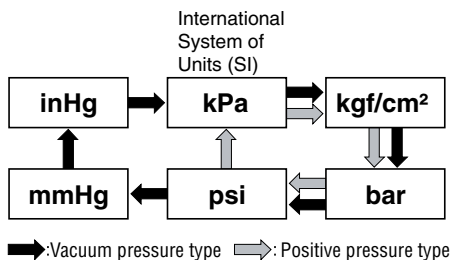 International
System of
Units (SI)
inHg
kPa
kgf/cm²
mmHg
psi
bar
:Vacuum pressure type
: Positive pressure type